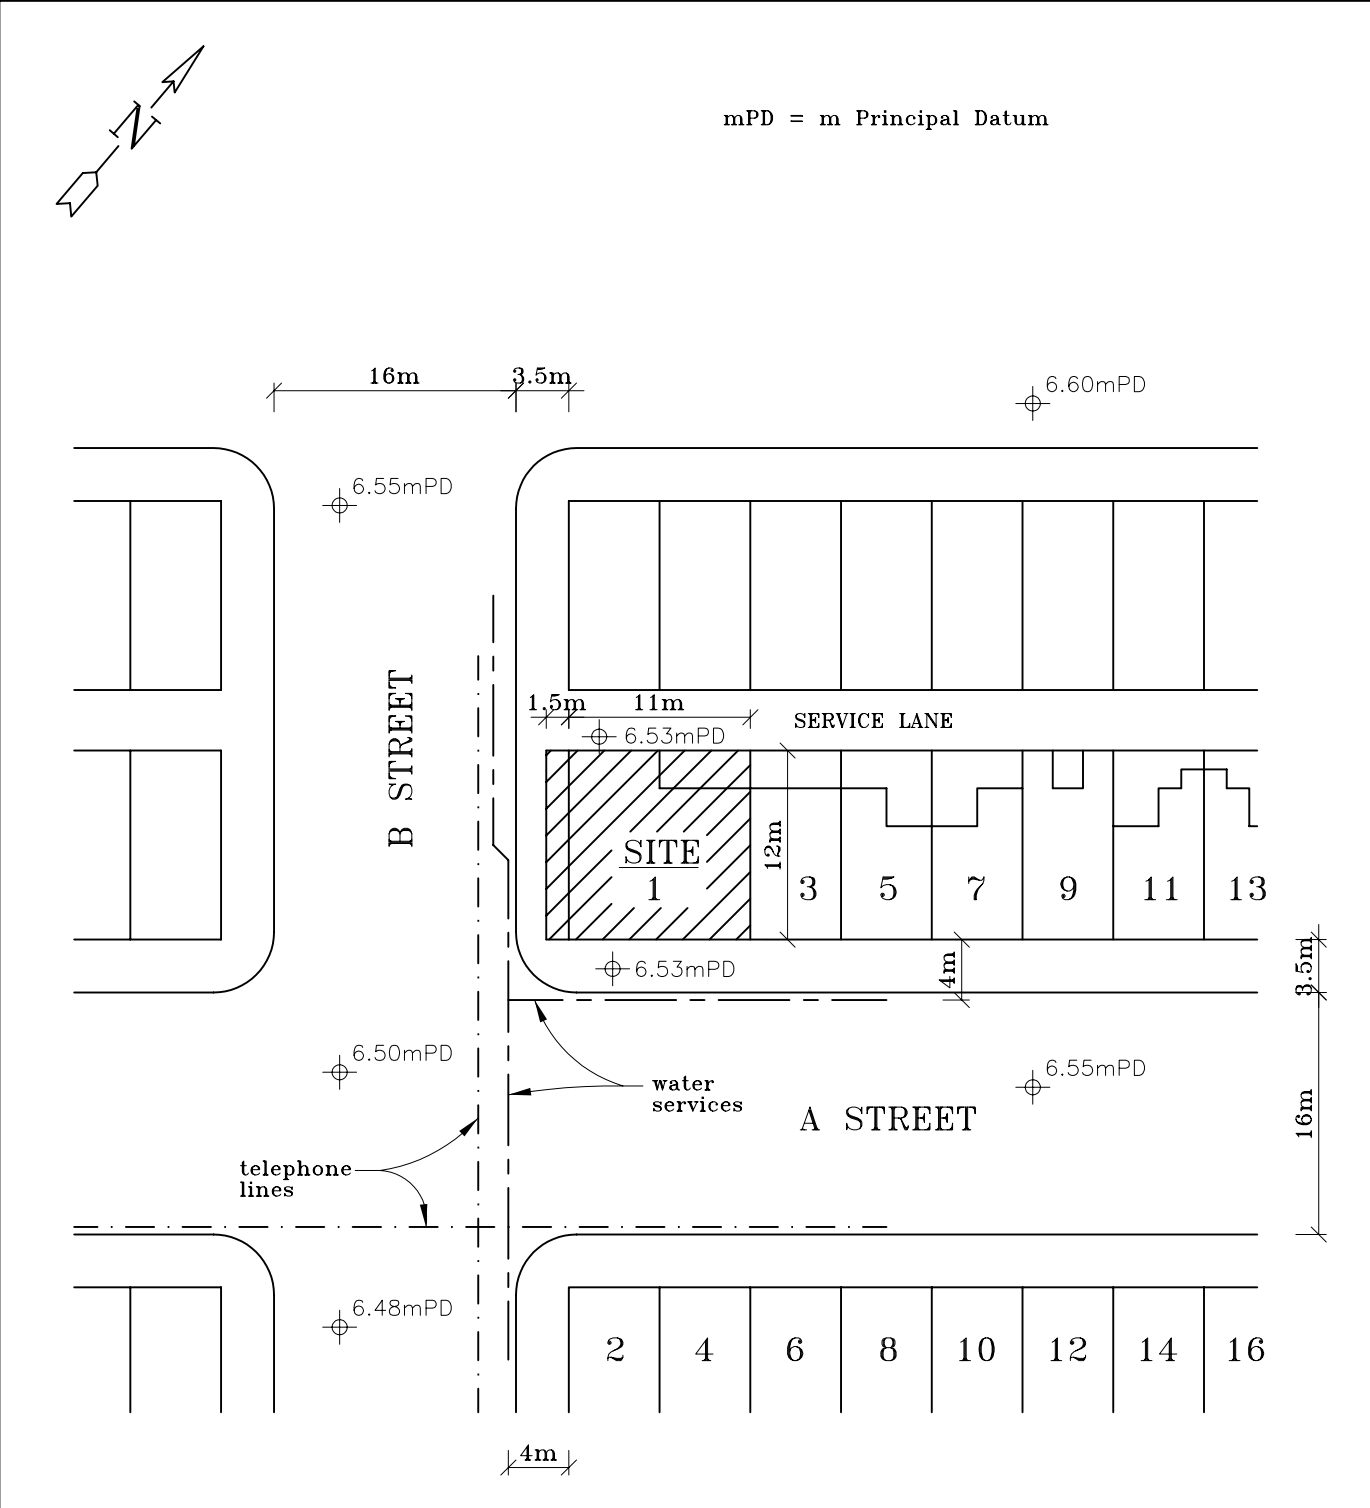 N
mPD = m Principal Datum
16m
3.5m
6.60mPD
6.55mPD
B STREET
1.5m
11m
SERVICE LANE
6.53mPD
12m
SITE
1
3
5
7
9
11
13
6.53mPD
4m
3.5m
6.50mPD
6.55mPD
water
services
A STREET
16m
telephone
lines
6.48mPD
2
4
6
8
10
12
14
16
4m